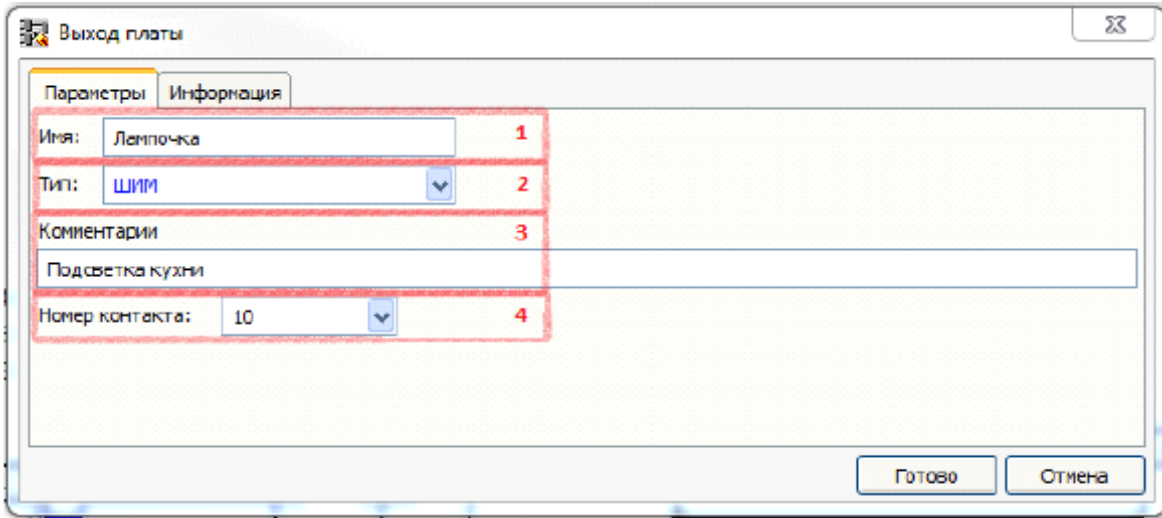 Выход платы
Параметры Информация
Имя: Лампочка 1
Тип: ШИМ 2
Комментарии 3
Подсветка кухни
Номер контакта: 10 4
Готово Отмена